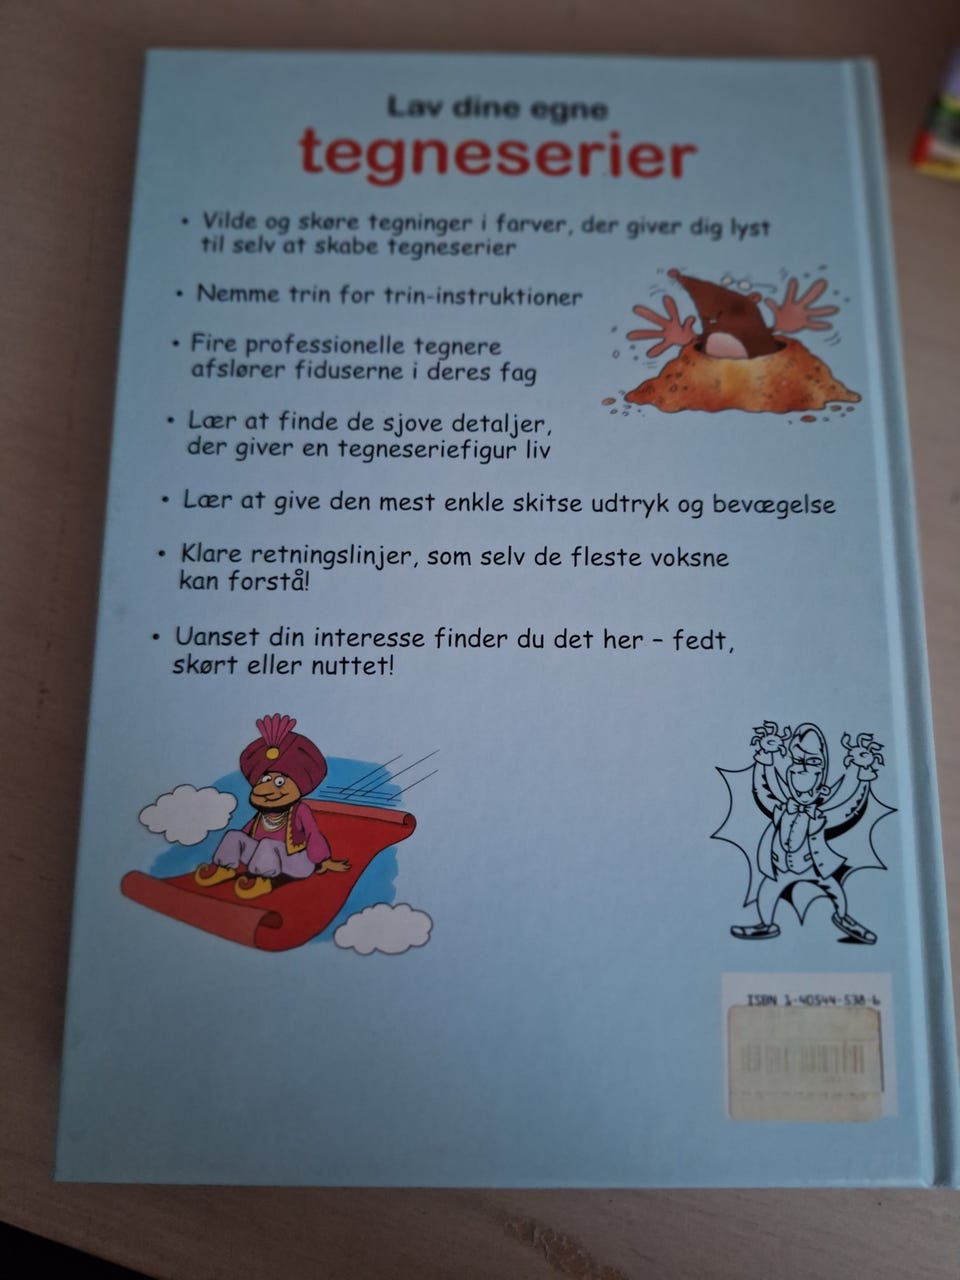 Lav dine egne
tegneserier
• Vilde og skøre tegninger i farver, der giver dig lyst
til selv at skabe tegneserier
• Nemme trin for trin-instruktioner
• Fire professionelle tegnere
afslører fiduserne i deres fag
• Lær at finde de sjove detaljer,
der giver en tegneseriefigur liv
• Lær at give den mest enkle skitse udtryk og bevægelse
• Klare retningslinjer, som selv de fleste voksne
kan forstå!
• Uanset din interesse finder du det her – fedt,
skørt eller nuttet!
ISBN 1-40544-538-6